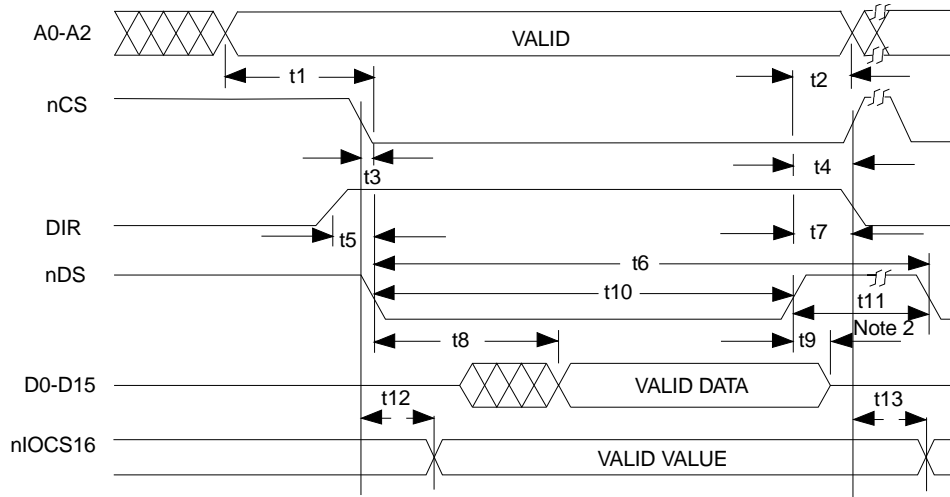 A0-A2
VALID
t1
t2
nCS
t3
t4
DIR
t5
t7
t6
nDS
t10
t11
t8
t9
Note 2
D0-D15
VALID DATA
t12
t13
nIOCS16
VALID VALUE